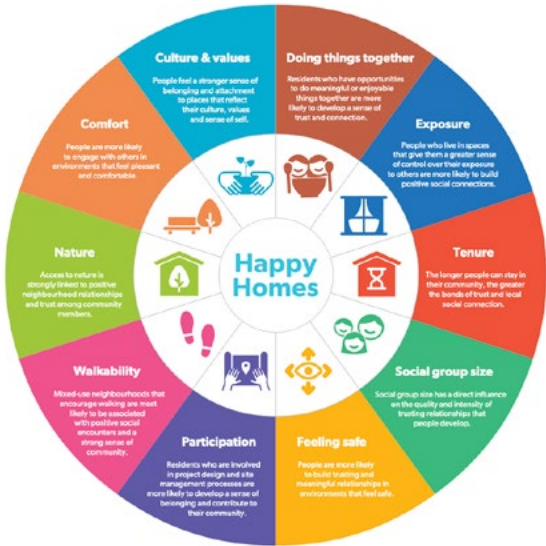 Happy
Homes
Doing things together
Residents who have opportunities
to do meaningful or enjoyable
things together are more
likely to develop a sense of
trust and connection.
Exposure
People who live in spaces
that give them a greater sense
of control over their exposure
to others are more likely to build
positive social connections.
Tenure
The longer people can stay in
their community, the greater
the bonds of trust and local
social connection.
Social group size
Social group size has a direct influence
on the quality and intensity of
trusting relationships that
people develop.
Feeling safe
People are more likely
to build trusting and
meaningful relationships in
environments that feel safe.
Participation
Residents who are involved
in project design and site
management processes are
more likely to develop a sense of
belonging and contribute to
their community.
Walkability
Mixed-use neighbourhoods that
encourage walking are most
likely to be associated
with positive social
encounters and a
strong sense of
community.
Nature
Access to nature is
strongly linked to positive
neighbourhood relationships
and trust among community
members.
Comfort
People are more likely
to engage with others in
environments that feel pleasant
and comfortable.
Culture & values
People feel a stronger sense of
belonging and attachment
to places that reflect
their culture, values
and sense of self.